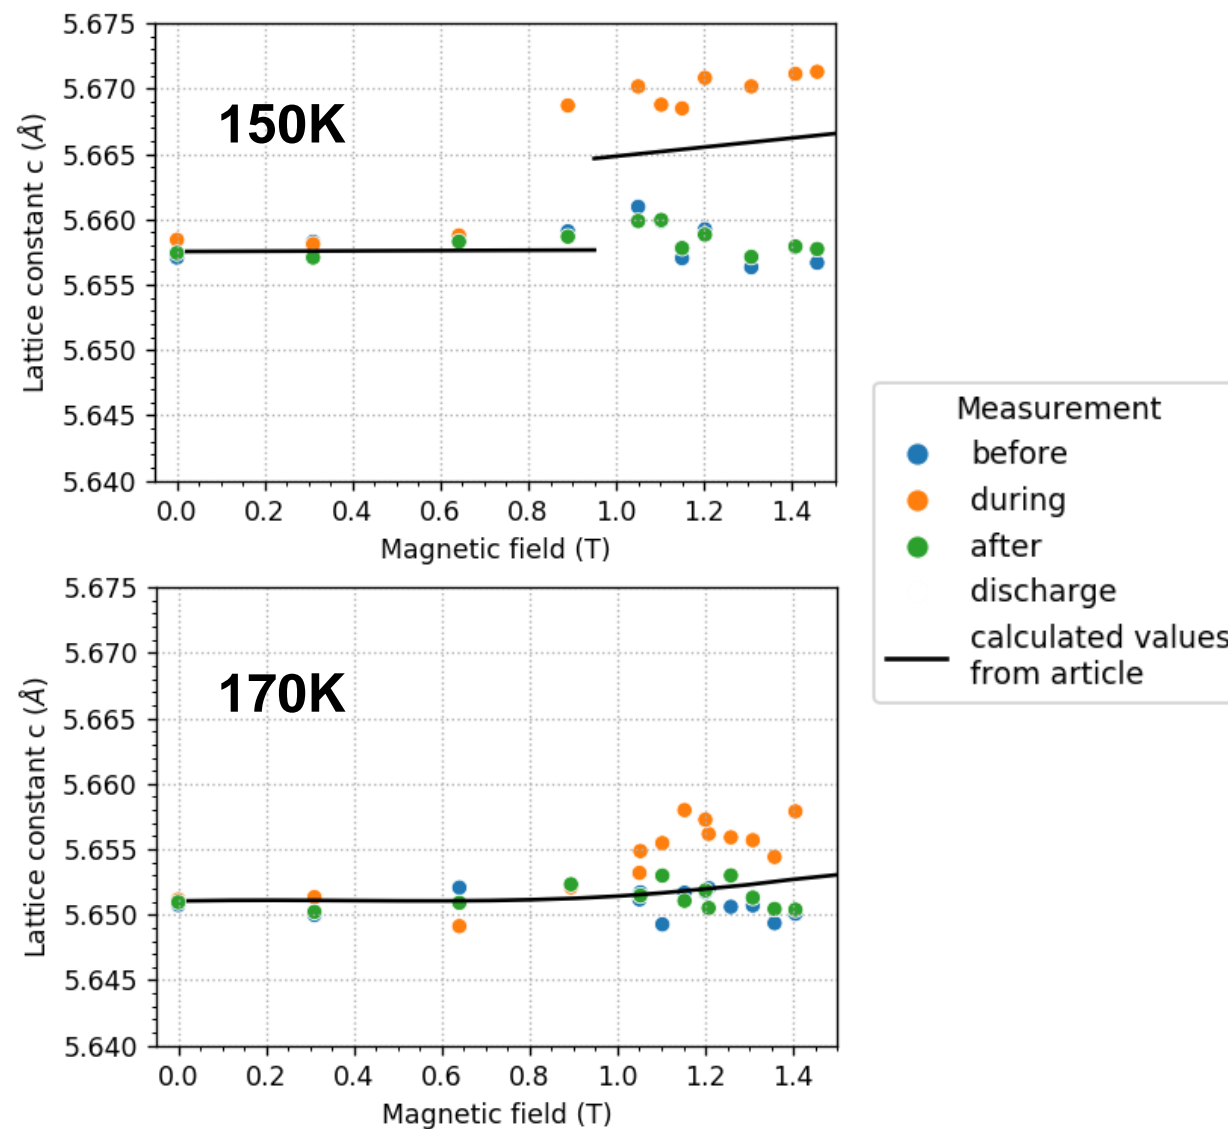 5.675
5.670
5.665
5.660
5.655
5.650
5.645
5.640
Lattice constant c (Å)
150K
0.0 0.2 0.4 0.6 0.8 1.0 1.2 1.4
Magnetic field (T)
5.675
5.670
5.665
5.660
5.655
5.650
5.645
5.640
Lattice constant c (Å)
170K
0.0 0.2 0.4 0.6 0.8 1.0 1.2 1.4
Magnetic field (T)
Measurement
before
during
after
discharge
calculated values
from article